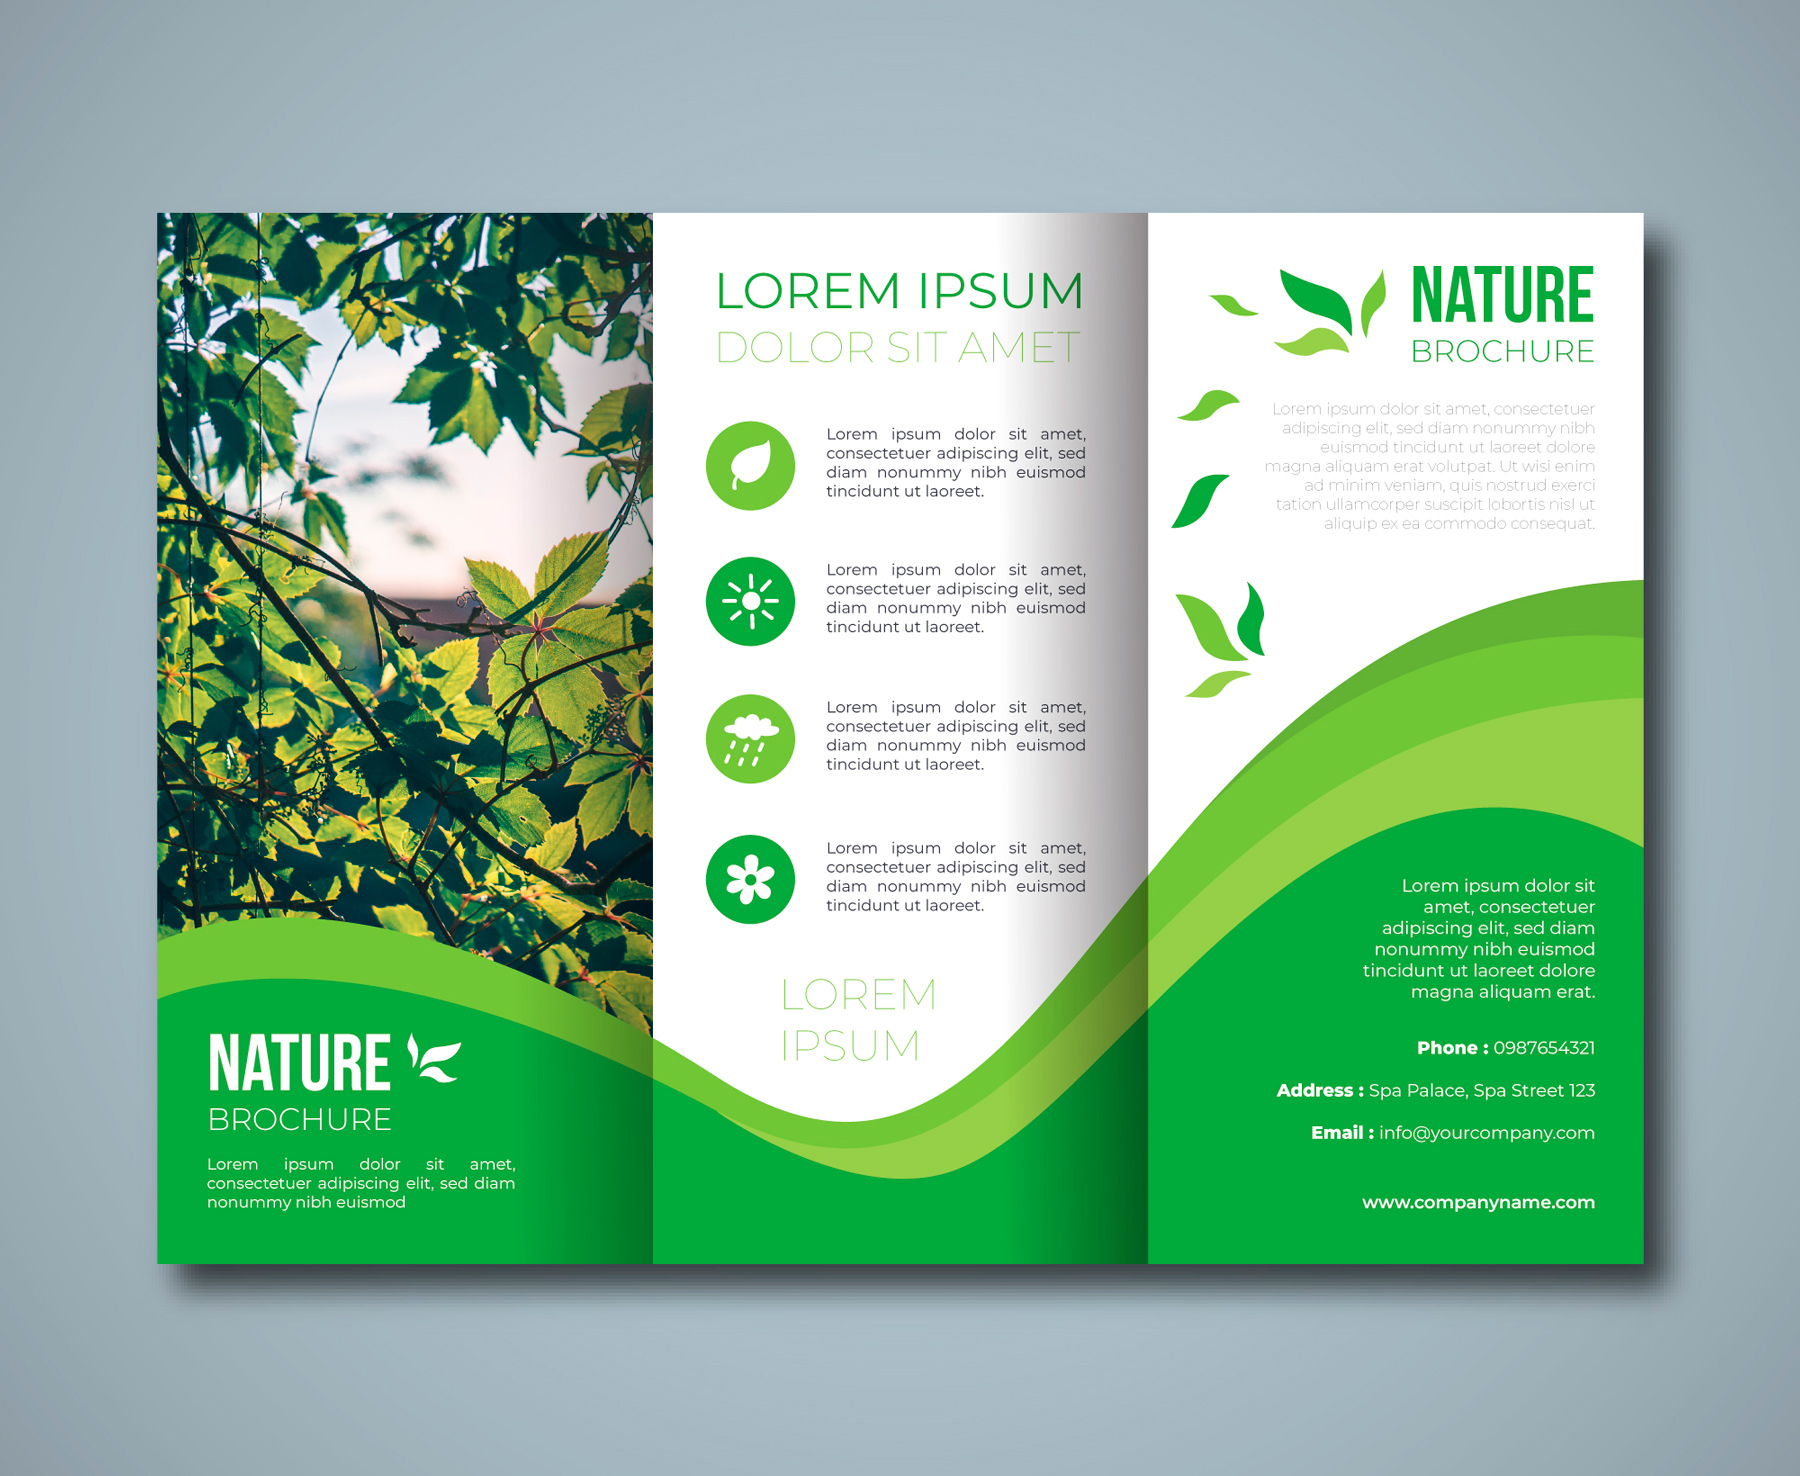 NATURE
BROCHURE
Lorem ipsum dolor sit amet,
consectetuer adipiscing elit, sed diam
nonummy nibh euismod
LOREM IPSUM
DOLOR SIT AMET
Lorem ipsum dolor sit amet,
consectetuer adipiscing elit, sed
diam nonummy nibh euismod
tincidunt ut laoreet.
Lorem ipsum dolor sit amet,
consectetuer adipiscing elit, sed
diam nonummy nibh euismod
tincidunt ut laoreet.
Lorem ipsum dolor sit amet,
consectetuer adipiscing elit, sed
diam nonummy nibh euismod
tincidunt ut laoreet.
Lorem ipsum dolor sit amet,
consectetuer adipiscing elit, sed
diam nonummy nibh euismod
tincidunt ut laoreet.
LOREM
IPSUM
NATURE
BROCHURE
Lorem ipsum dolor sit amet, consectetuer
adipiscing elit, sed diam nonummy nibh
euismod tincidunt ut laoreet dolore
magna aliquam erat volutpat. Ut wisi enim
ad minim veniam, quis nostrud exerci
tation ullamcorper suscipit lobortis nisl ut
aliquip ex ea commodo consequat.
Lorem ipsum dolor sit
amet, consectetuer
adipiscing elit, sed diam
nonummy nibh euismod
tincidunt ut laoreet dolore
magna aliquam erat.
Phone : 0987654321
Address : Spa Palace, Spa Street 123
Email : info@yourcompany.com
www.companyname.com